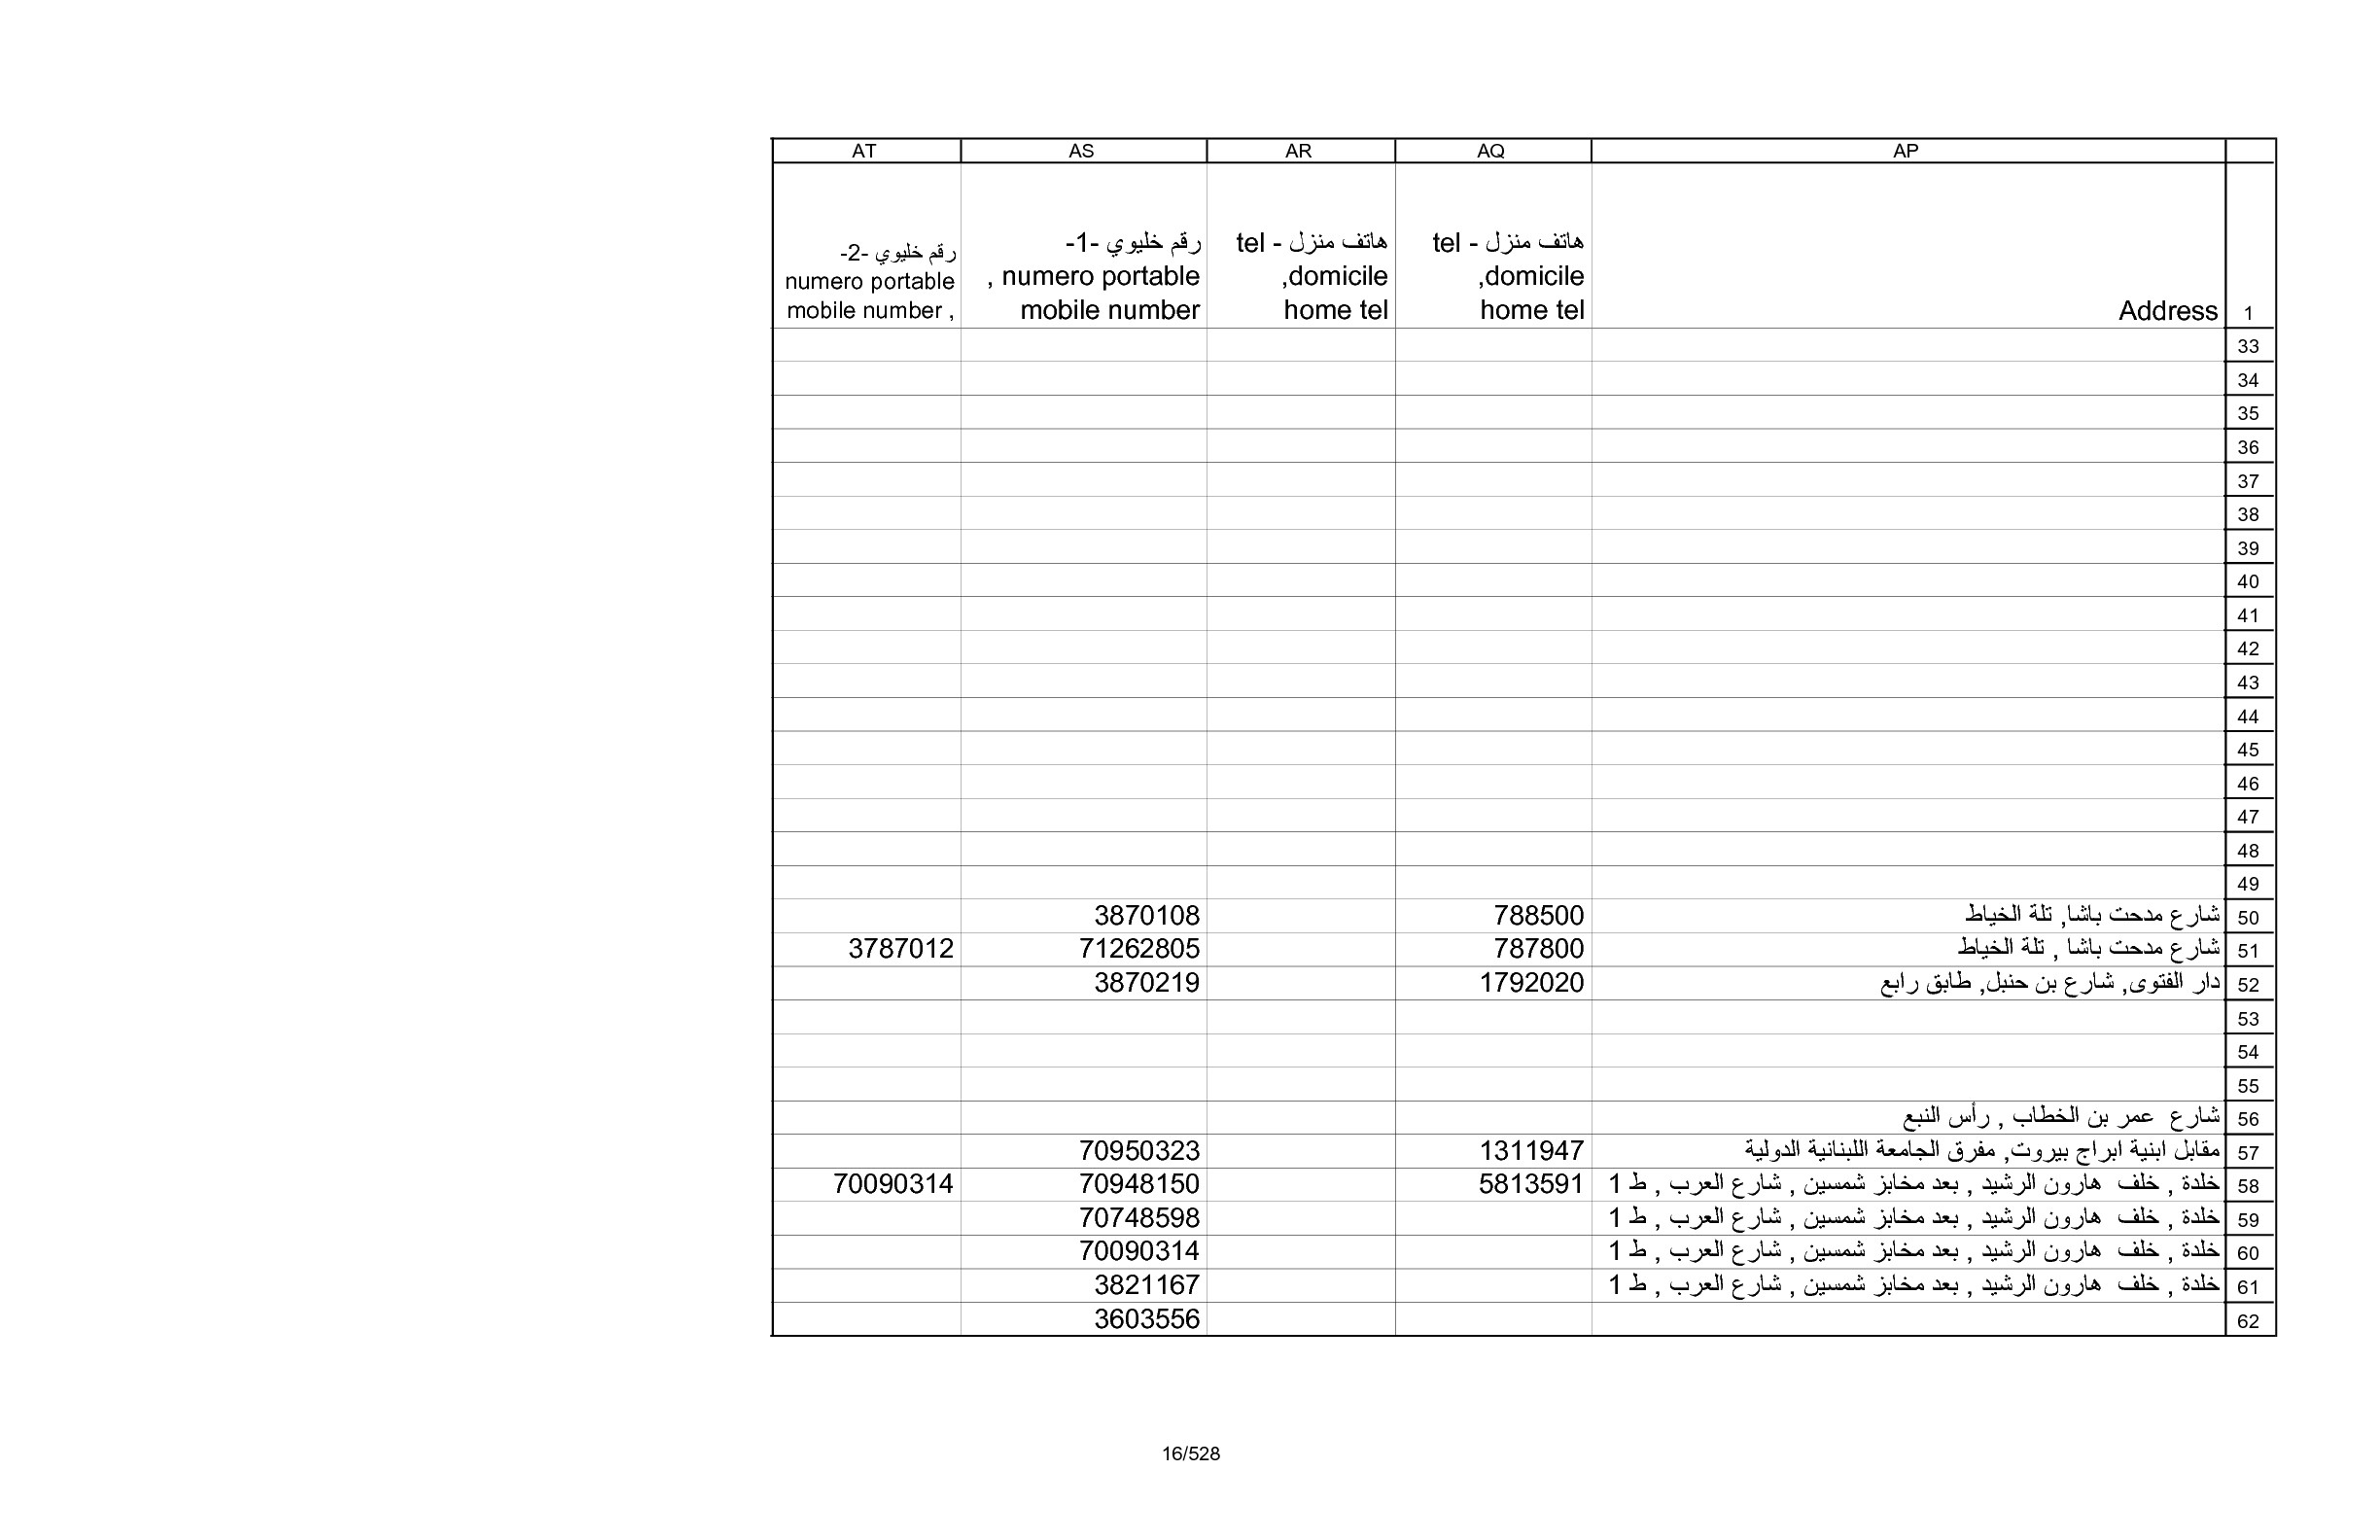 AP AQ AR AS AT
1 Address هاتف منزل - tel domicile, home tel هاتف منزل - tel domicile, home tel رقم خليوي -1- numero portable , mobile number رقم خليوي -2- numero portable mobile number ,
33
34
35
36
37
38
39
40
41
42
43
44
45
46
47
48
49
50 شارع مدحت باشا, تلة الخياط 788500 3870108
51 شارع مدحت باشا , تلة الخياط 787800 71262805 3787012
52 دار الفتوى, شارع بن حنبل, طابق رابع 1792020 3870219
53
54
55
56 شارع عمر بن الخطاب , رأس النبع
57 مقابل ابنية ابراج بيروت, مفرق الجامعة اللبنانية الدولية 1311947 70950323
58 خلدة , خلف هارون الرشيد , بعد مخابز شمسين , شارع العرب , ط 1 5813591 70948150 70090314
59 خلدة , خلف هارون الرشيد , بعد مخابز شمسين , شارع العرب , ط 1 70748598
60 خلدة , خلف هارون الرشيد , بعد مخابز شمسين , شارع العرب , ط 1 70090314
61 خلدة , خلف هارون الرشيد , بعد مخابز شمسين , شارع العرب , ط 1 3821167
62 3603556
16/528